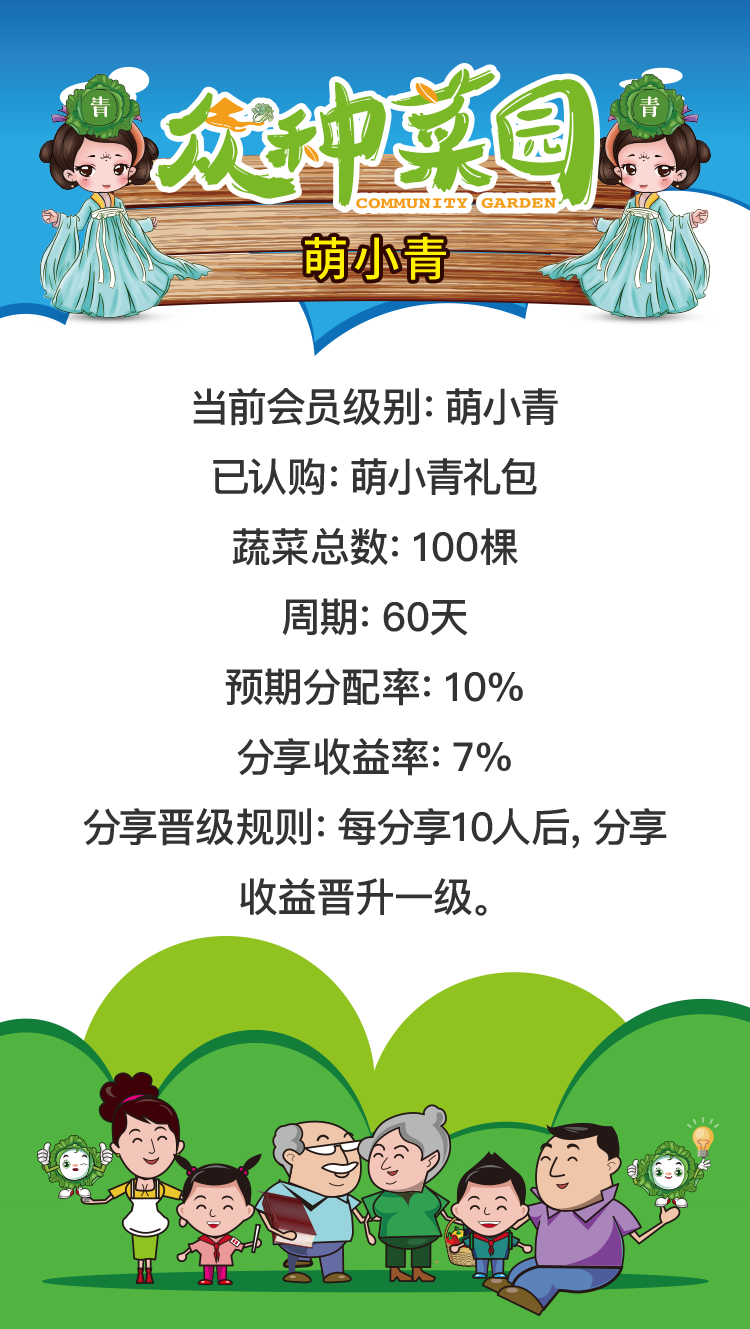 青
青
众种菜园
COMMUNITY GARDEN
萌小青
当前会员级别：萌小青
已认购：萌小青礼包
蔬菜总数：100棵
周期：60天
预期分配率：10%
分享收益率：7%
分享晋级规则：每分享10人后，分享
收益晋升一级。